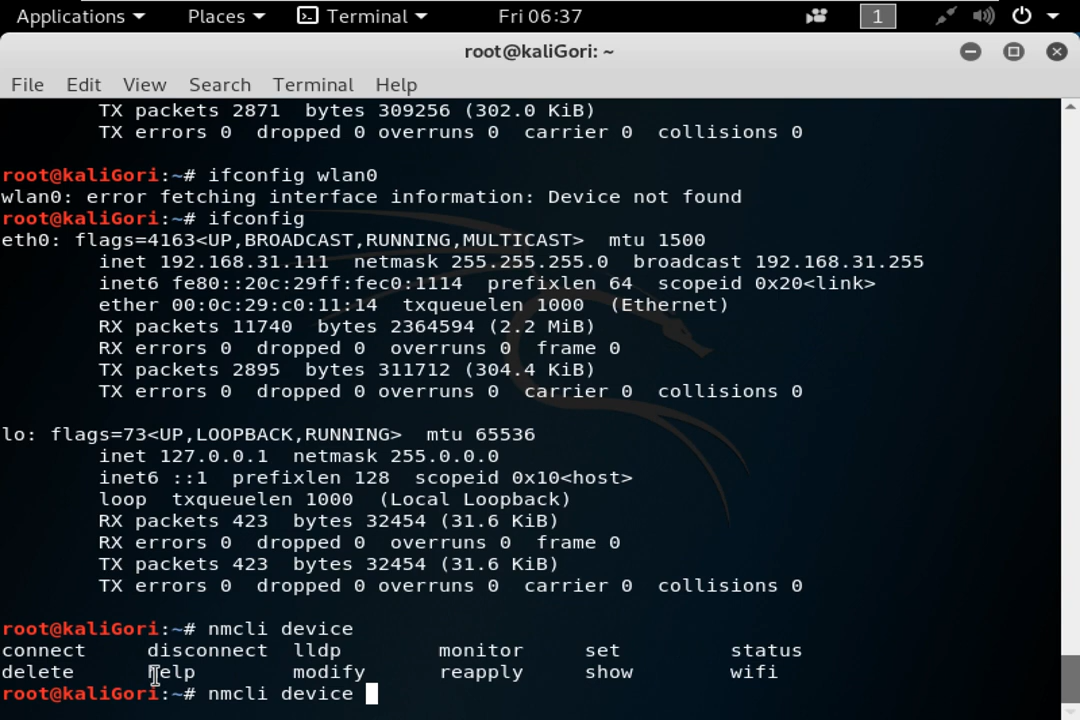 Applications Places Terminal Fri 06:37 1
root@kaliGori: ~
File Edit View Search Terminal Help
TX packets 2871  bytes 309256 (302.0 KiB)
TX errors 0  dropped 0 overruns 0  carrier 0  collisions 0
root@kaliGori:~# ifconfig wlan0
wlan0: error fetching interface information: Device not found
root@kaliGori:~# ifconfig
eth0: flags=4163<UP,BROADCAST,RUNNING,MULTICAST>  mtu 1500
inet 192.168.31.111  netmask 255.255.255.0  broadcast 192.168.31.255
inet6 fe80::20c:29ff:fec0:1114  prefixlen 64  scopeid 0x20<link>
ether 00:0c:29:c0:11:14  txqueuelen 1000  (Ethernet)
RX packets 11740  bytes 2364594 (2.2 MiB)
RX errors 0  dropped 0  overruns 0  frame 0
TX packets 2895  bytes 311712 (304.4 KiB)
TX errors 0  dropped 0 overruns 0  carrier 0  collisions 0
lo: flags=73<UP,LOOPBACK,RUNNING>  mtu 65536
inet 127.0.0.1  netmask 255.0.0.0
inet6 ::1  prefixlen 128  scopeid 0x10<host>
loop  txqueuelen 1000  (Local Loopback)
RX packets 423  bytes 32454 (31.6 KiB)
RX errors 0  dropped 0  overruns 0  frame 0
TX packets 423  bytes 32454 (31.6 KiB)
TX errors 0  dropped 0 overruns 0  carrier 0  collisions 0
root@kaliGori:~# nmcli device
connect disconnect lldp monitor set status
delete help modify reapply show wifi
root@kaliGori:~# nmcli device